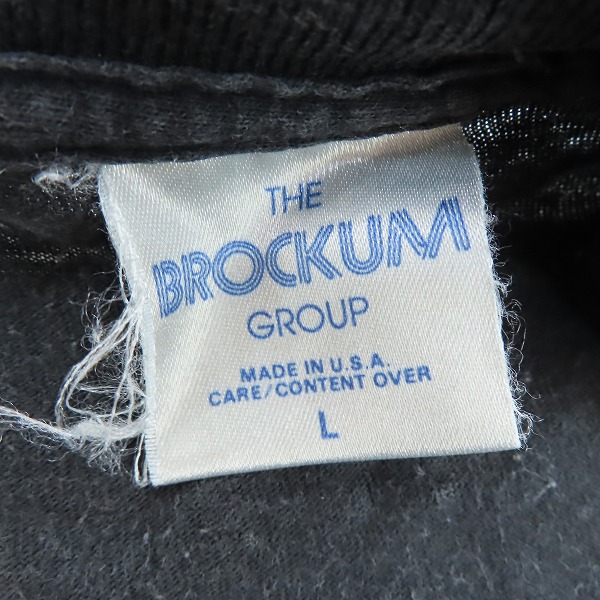 THE
BROCKUM
GROUP
MADE IN U.S.A.
CARE/CONTENT OVER
L